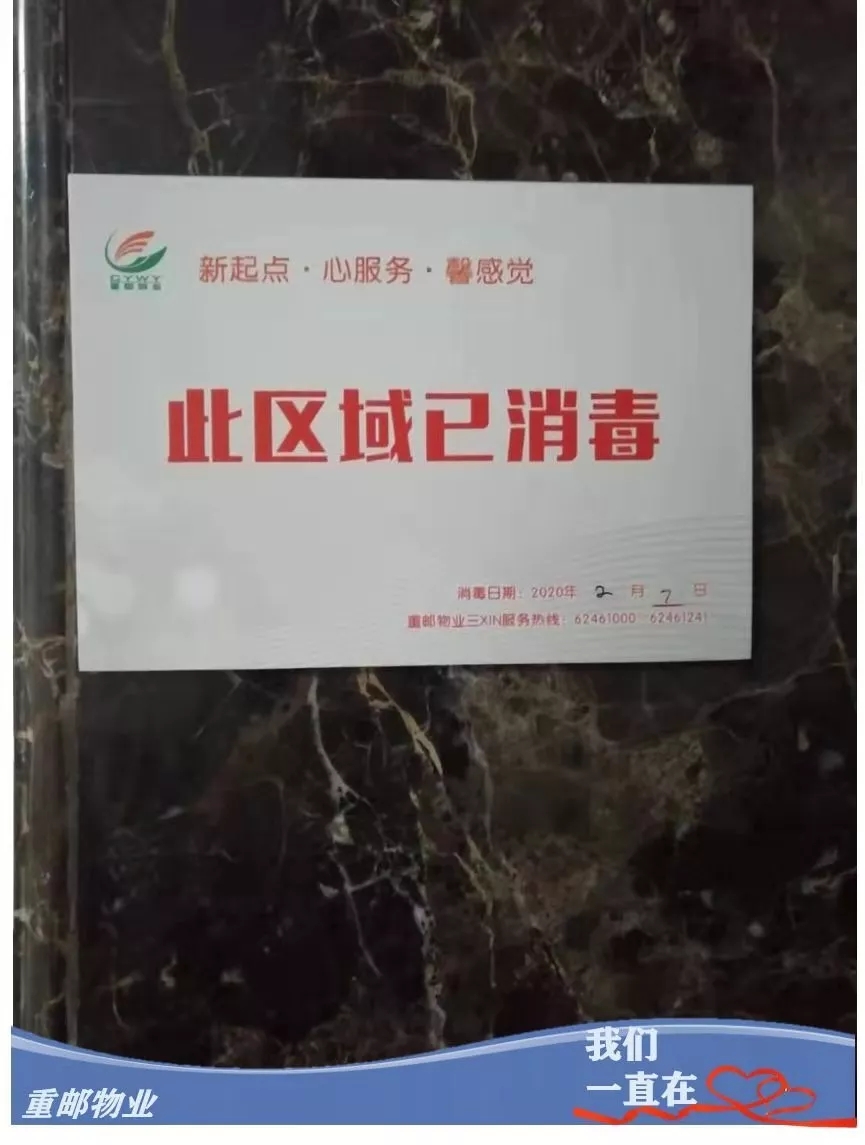 新起点·心服务·馨感觉
此区域已消毒
消毒日期：2020年 2 月 7 日
重邮物业三XIN服务热线：62461000 62461241
我们
一直在
重邮物业